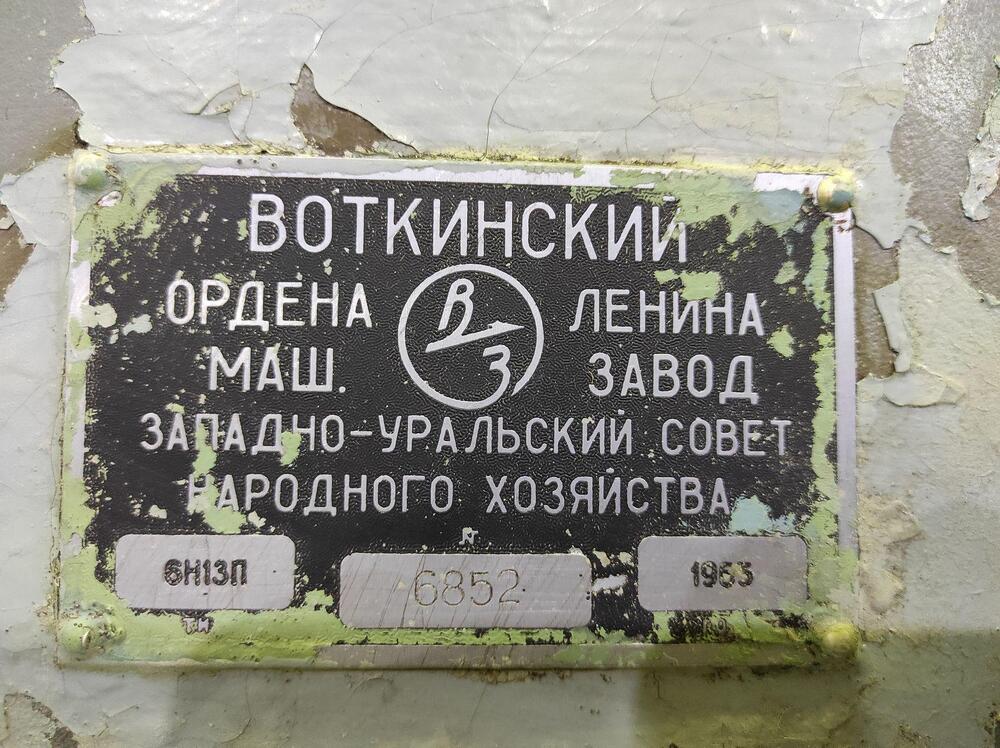 ВОТКИНСКИЙ
ОРДЕНА В З ЛЕНИНА
МАШ. ЗАВОД
ЗАПАДНО-УРАЛЬСКИЙ СОВЕТ
НАРОДНОГО ХОЗЯЙСТВА
6Н13П 6852 1963